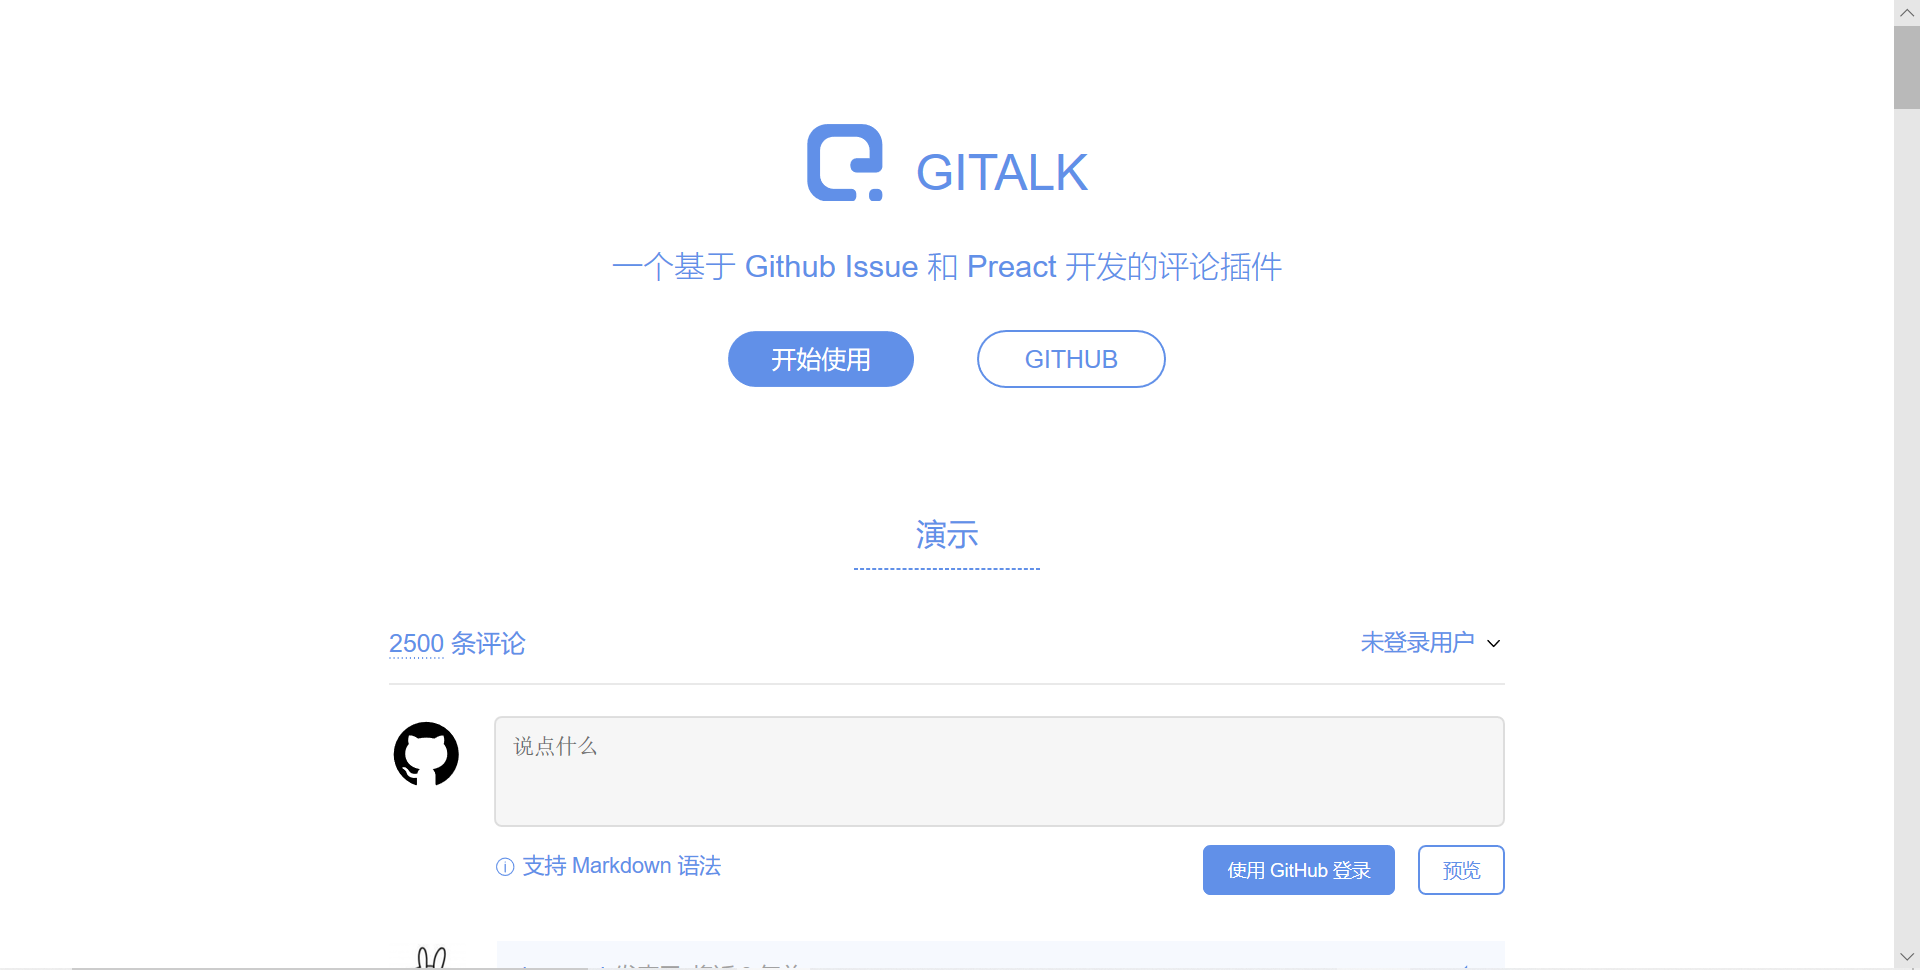 GITALK
一个基于 Github Issue 和 Preact 开发的评论插件
开始使用
GITHUB
演示
2500 条评论
未登录用户
说点什么
支持 Markdown 语法
使用 GitHub 登录
预览